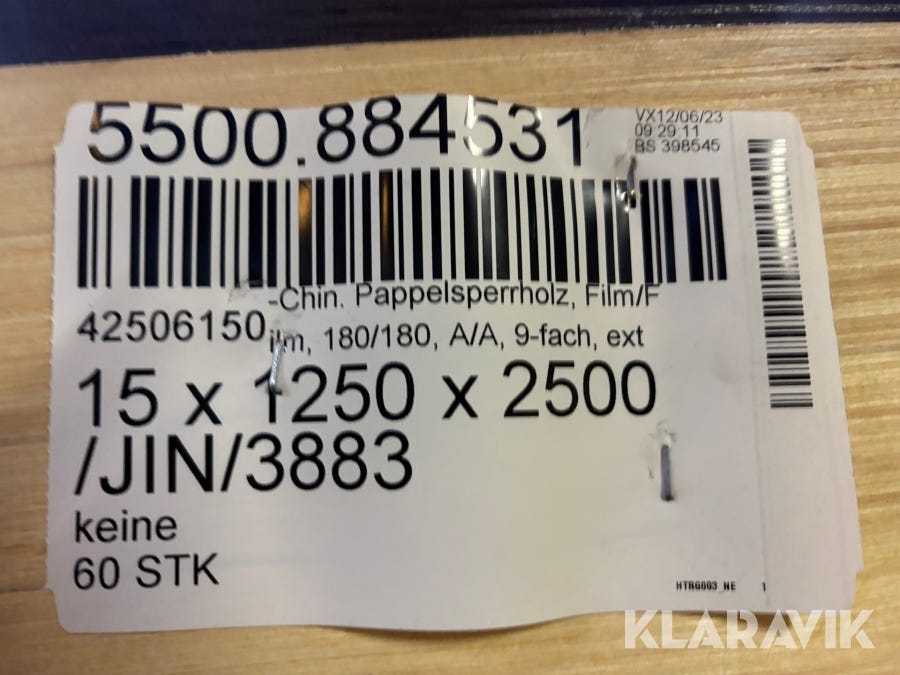 5500.884531
VX12/06/23
09 29 11
BS 398545
-Chin. Pappelsperrholz, Film/F
42506150 ilm, 180/180, A/A, 9-fach, ext
15 x 1250 x 2500
/JIN/3883
keine
60 STK
HTRG003_NE 1
KLARAVIK